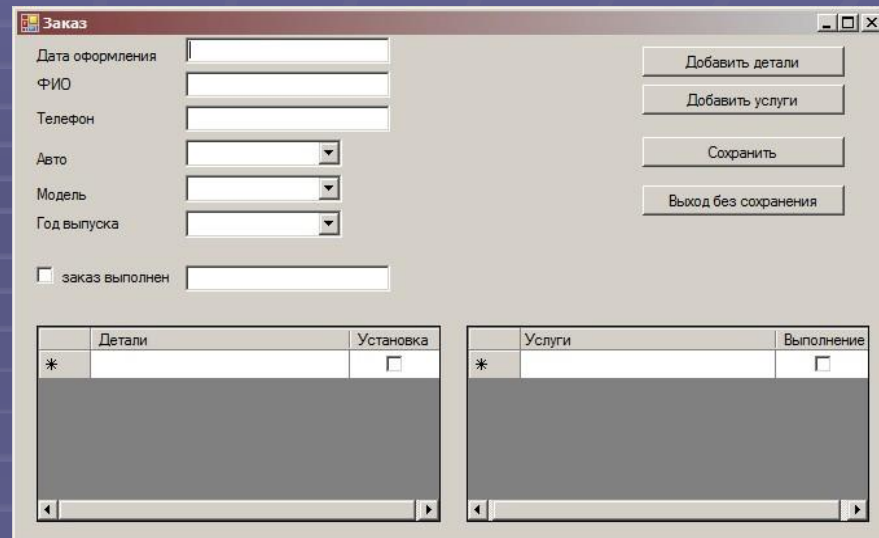 Заказ
Дата оформления
ФИО
Телефон
Авто
Модель
Год выпуска
заказ выполнен
Добавить детали
Добавить услуги
Сохранить
Выход без сохранения
Детали Установка
Услуги Выполнение